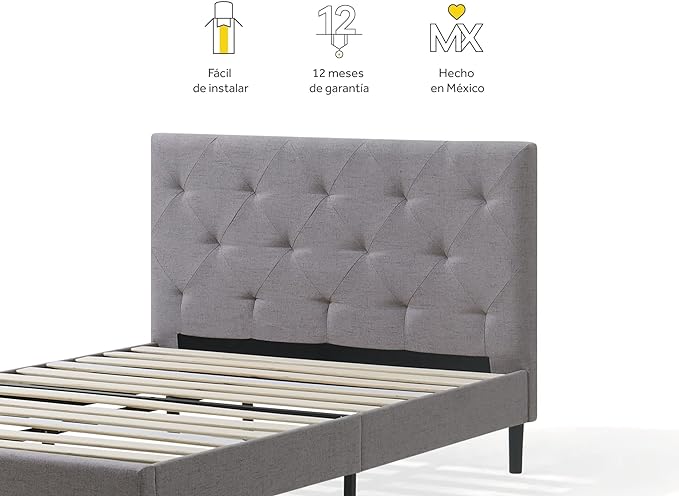 12
MX
Fácil
de instalar
12 meses
de garantía
Hecho
en México